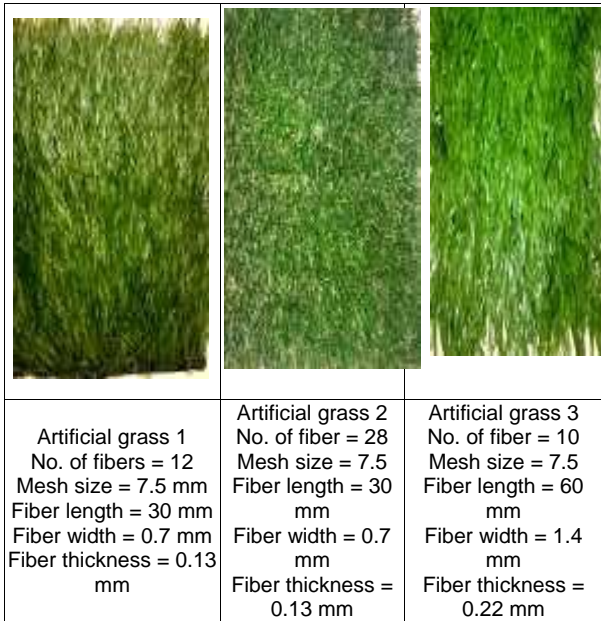 Artificial grass 1
No. of fibers = 12
Mesh size = 7.5 mm
Fiber length = 30 mm
Fiber width = 0.7 mm
Fiber thickness = 0.13
mm
Artificial grass 2
No. of fiber = 28
Mesh size = 7.5
Fiber length = 30
mm
Fiber width = 0.7
mm
Fiber thickness =
0.13 mm
Artificial grass 3
No. of fiber = 10
Mesh size = 7.5
Fiber length = 60
mm
Fiber width = 1.4
mm
Fiber thickness =
0.22 mm